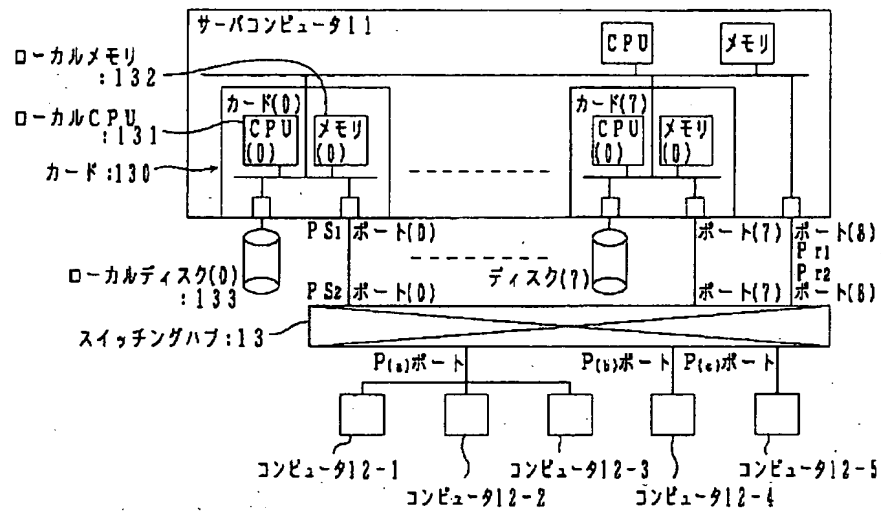 サーバコンピュータ11
CPU
メモリ
ローカルメモリ
:132
カード(0)
カード(7)
ローカルCPU
:131
CPU
(0)
メモリ
(0)
CPU
(0)
メモリ
(0)
カード:130
PS1
ポート(0)
ポート(7)
ポート(8)
Pr1
ローカルディスク(0)
:133
ディスク(7)
Pr2
PS2
ポート(0)
ポート(7)
ポート(8)
スイッチングハブ:13
P(a)ポート
P(b)ポート
P(c)ポート
コンピュータ12-1
コンピュータ12-3
コンピュータ12-5
コンピュータ12-2
コンピュータ12-4